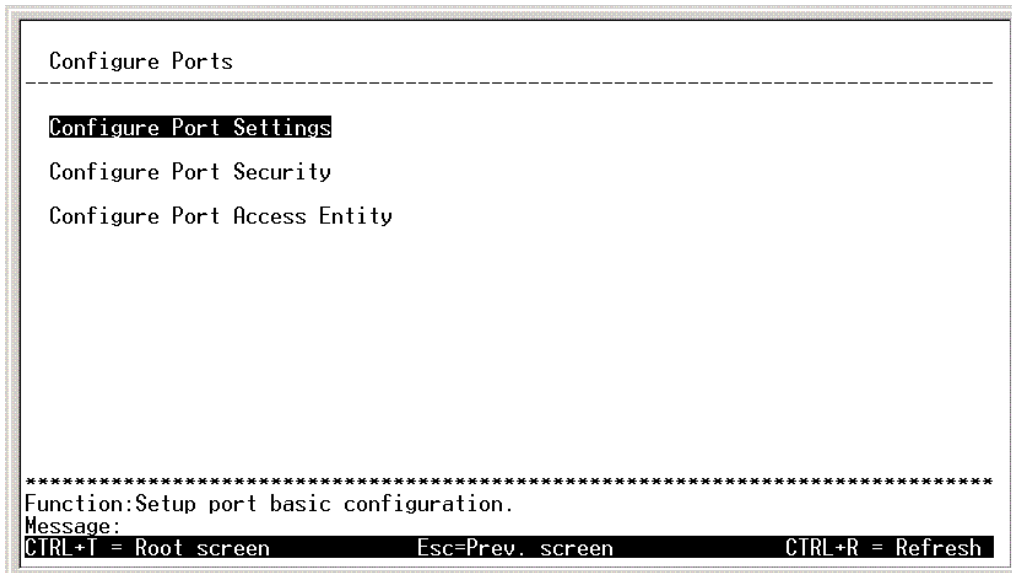 Configure Ports
--------------------------------------------------------------------------------
Configure Port Settings
Configure Port Security
Configure Port Access Entity
********************************************************************************
Function:Setup port basic configuration.
Message:
CTRL+T = Root screen Esc=Prev. screen CTRL+R = Refresh